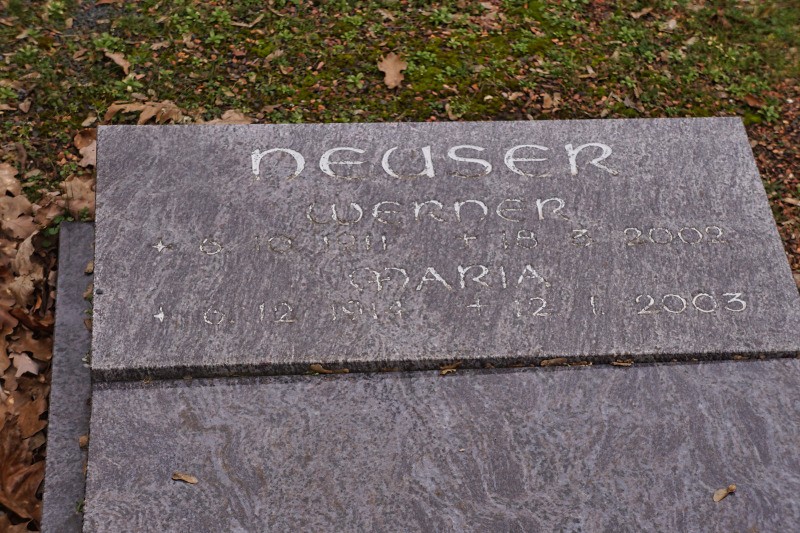 NEUSER
WERNER
✦ 6. 10. 1911 + 18. 3. 2002
MARIA
✦ 6. 12. 1914 + 12. 1. 2003